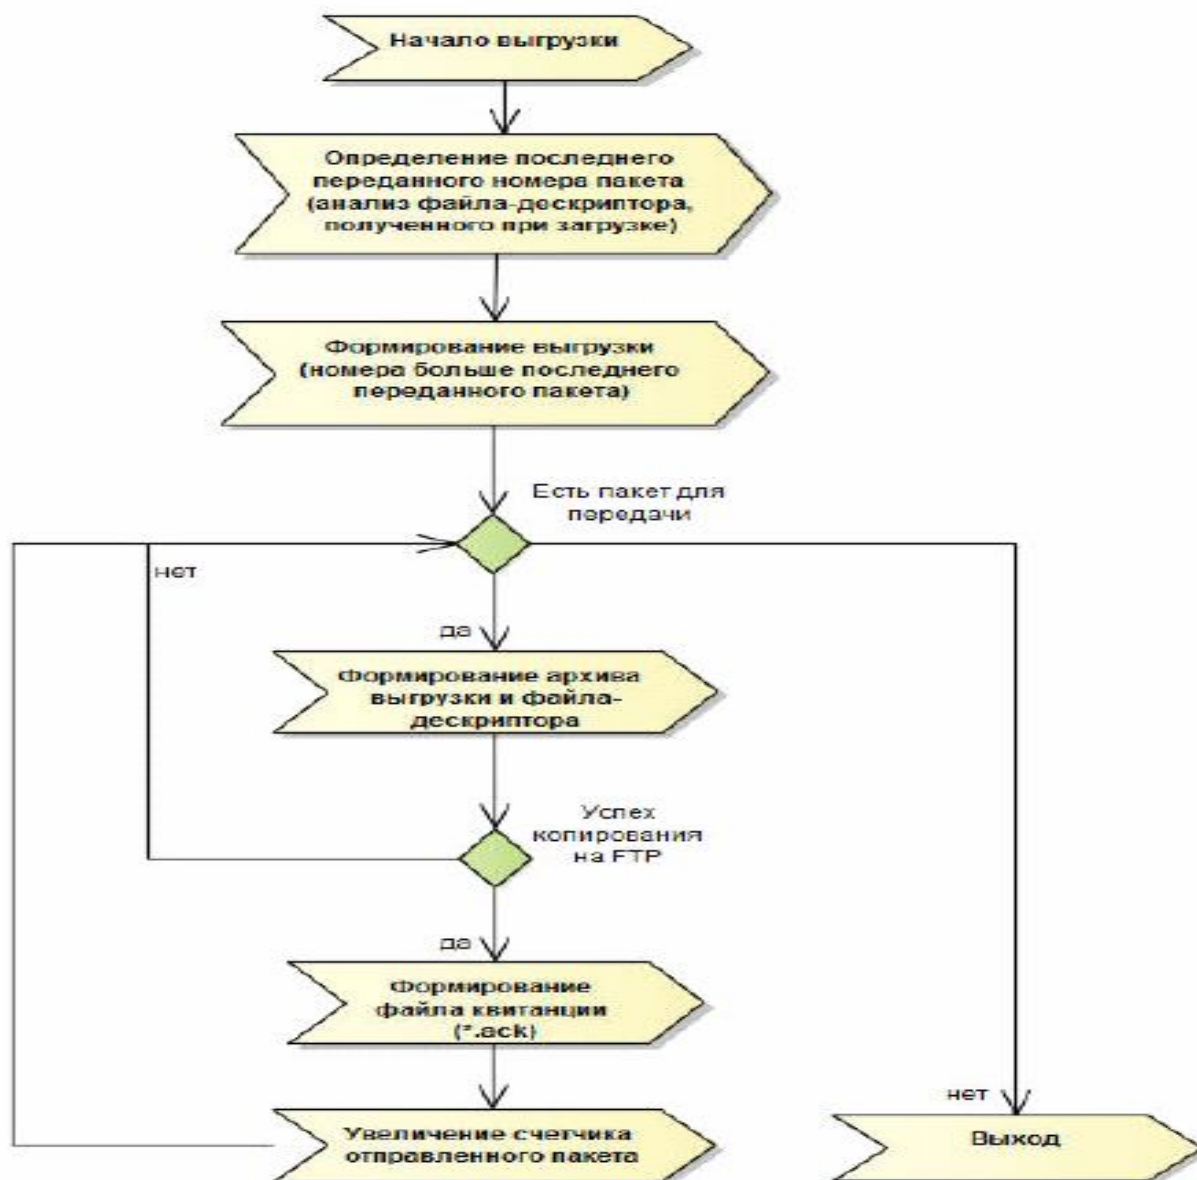 Начало выгрузки
Определение последнего
переданного номера пакета
(анализ файла-дескриптора,
полученного при загрузке)
Формирование выгрузки
(номера больше последнего
переданного пакета)
Есть пакет для
передачи
нет
да
Формирование архива
выгрузки и файла-
дескриптора
Успех
копирования
на FTP
да
Формирование
файла квитанции
(*.ack)
нет
Увеличение счетчика
отправленного пакета
Выход